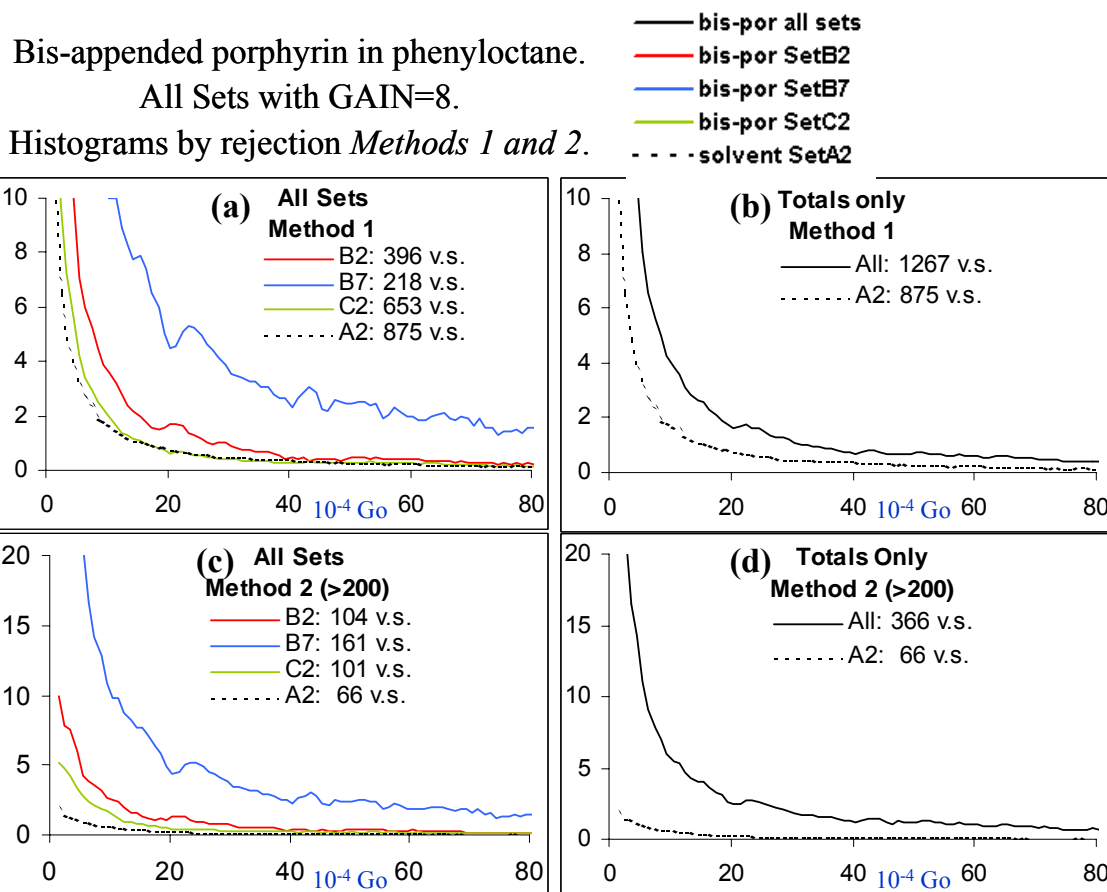 Bis-appended porphyrin in phenyloctane.
All Sets with GAIN=8.
Histograms by rejection Methods 1 and 2.
bis-por all sets
bis-por SetB2
bis-por SetB7
bis-por SetC2
solvent SetA2
(a) All Sets
Method 1
B2: 396 v.s.
B7: 218 v.s.
C2: 653 v.s.
A2: 875 v.s.
10
8
6
4
2
0
0 20 40 60 80
10-4 Go
(b) Totals only
Method 1
All: 1267 v.s.
A2: 875 v.s.
10
8
6
4
2
0
0 20 40 60 80
10-4 Go
(c) All Sets
Method 2 (>200)
B2: 104 v.s.
B7: 161 v.s.
C2: 101 v.s.
A2: 66 v.s.
20
15
10
5
0
0 20 40 60 80
10-4 Go
(d) Totals Only
Method 2 (>200)
All: 366 v.s.
A2: 66 v.s.
20
15
10
5
0
0 20 40 60 80
10-4 Go